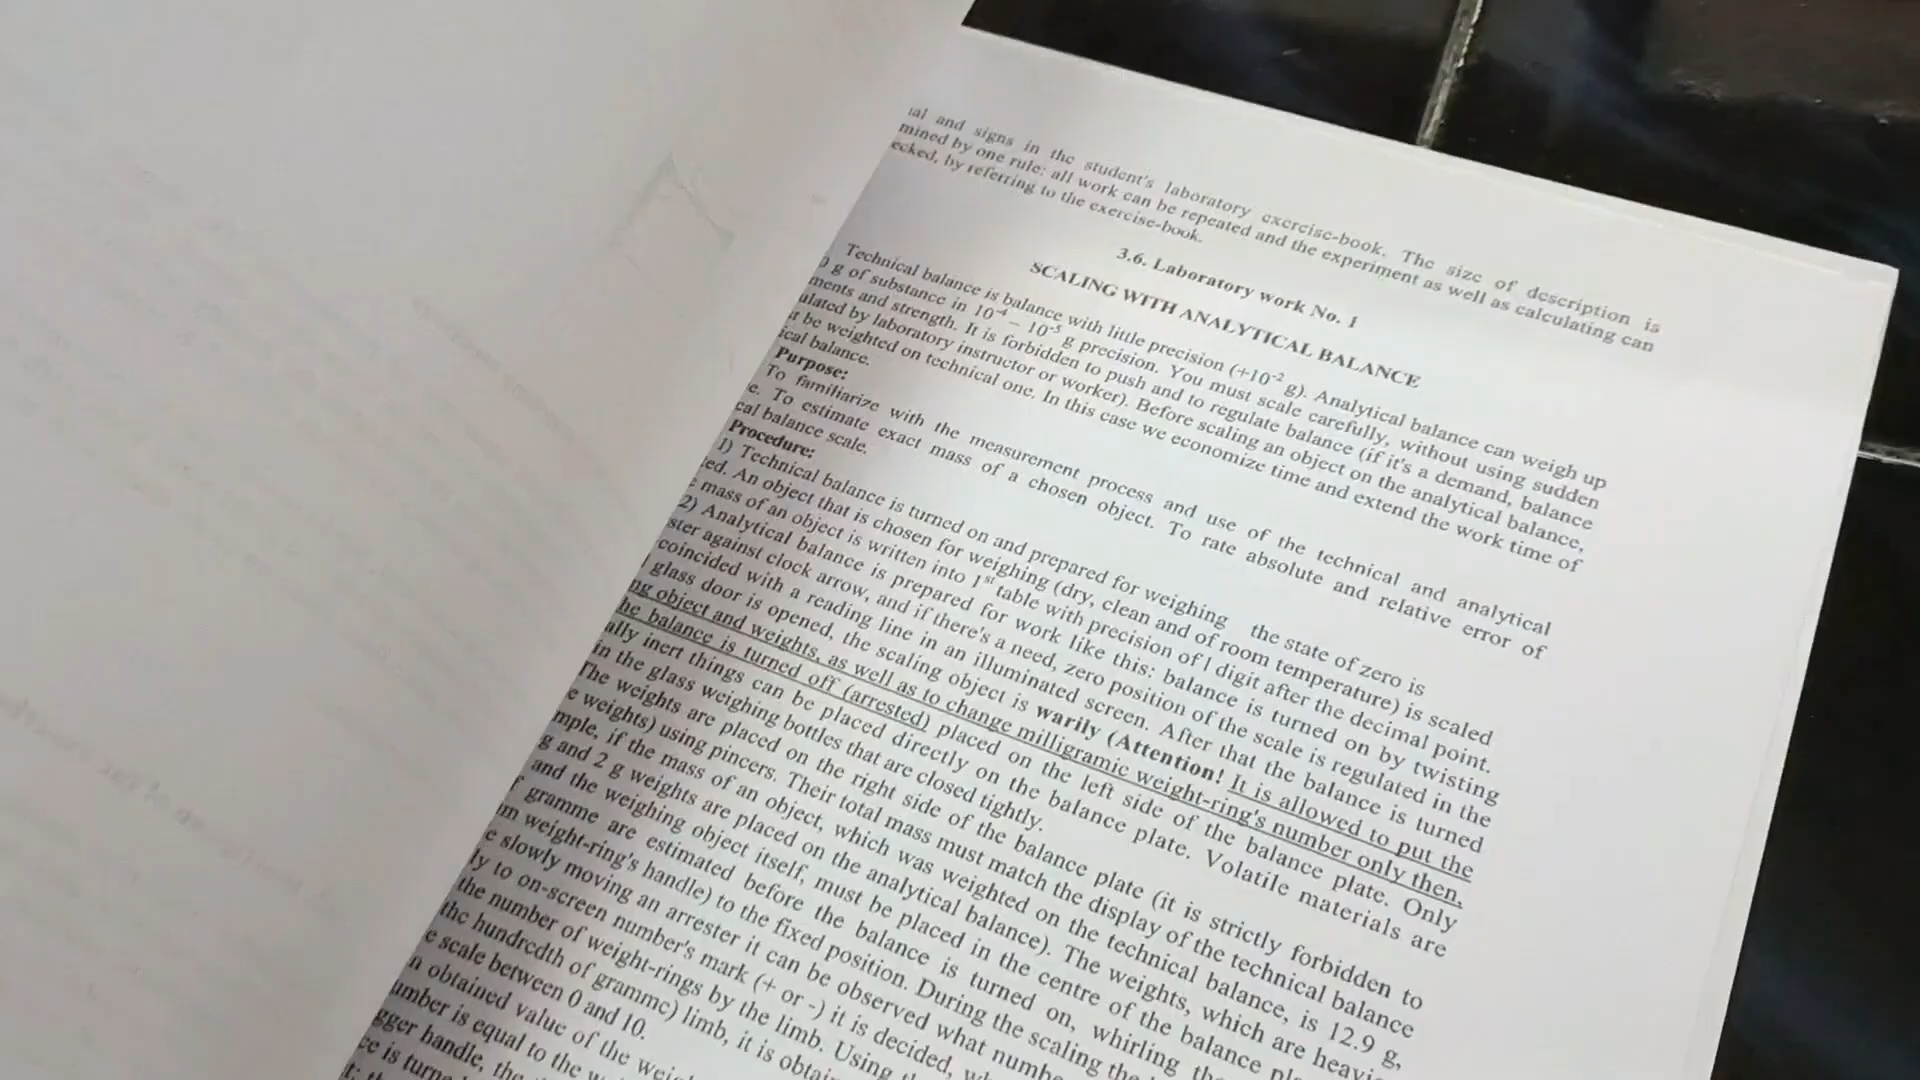 and signs in the student's laboratory exercise-book. The size of description is
mined by one rule: all work can be repeated and the experiment as well as calculating can
ecked, by referring to the exercise-book.
3.6. Laboratory work No. 1
SCALING WITH ANALYTICAL BALANCE
Technical balance is balance with little precision (+10-2 g). Analytical balance can weigh up
g of substance in 10-4 – 10-5 g precision. You must scale carefully, without using sudden
ments and strength. It is forbidden to push and to regulate balance (if it's a demand, balance
ulated by laboratory instructor or worker). Before scaling an object on the analytical balance,
be weighted on technical one. In this case we economize time and extend the work time of
ical balance.
Purpose:
To familiarize with the measurement process and use of the technical and analytical
e. To estimate exact mass of a chosen object. To rate absolute and relative error of
cal balance scale.
Procedure:
1) Technical balance is turned on and prepared for weighing the state of zero is
ed. An object that is chosen for weighing (dry, clean and of room temperature) is scaled
mass of an object is written into 1st table with precision of 1 digit after the decimal point.
2) Analytical balance is prepared for work like this: balance is turned on by twisting
ster against clock arrow, and if there's a need, zero position of the scale is regulated in the
coincided with a reading line in an illuminated screen. After that the balance is turned
glass door is opened, the scaling object is warily (Attention! It is allowed to put the
ng object and weights, as well as to change milligramic weight-ring's number only then,
he balance is turned off (arrested) placed on the left side of the balance plate. Only
ally inert things can be placed directly on the balance plate. Volatile materials are
in the glass weighing bottles that are closed tightly.
The weights are placed on the right side of the balance plate (it is strictly forbidden to
e weights) using pincers. Their total mass must match the display of the technical balance
mple, if the mass of an object, which was weighted on the technical balance, is 12.9 g,
g and 2 g weights are placed on the analytical balance). The weights, which are
and the weighing object itself, must be placed in the centre of the balance
gramme are estimated before the balance is turned on, whirling
m weight-ring's handle) to the fixed position. During the scaling
e slowly moving an arrester it can be observed what
ly to on-screen number's mark (+ or -) it is decided,
the number of weight-rings by the limb. Using
the hundredth of gramme) limb, it is
e scale between 0 and 10.
n obtained value of the
umber is equal to the
gger handle, the
ce is